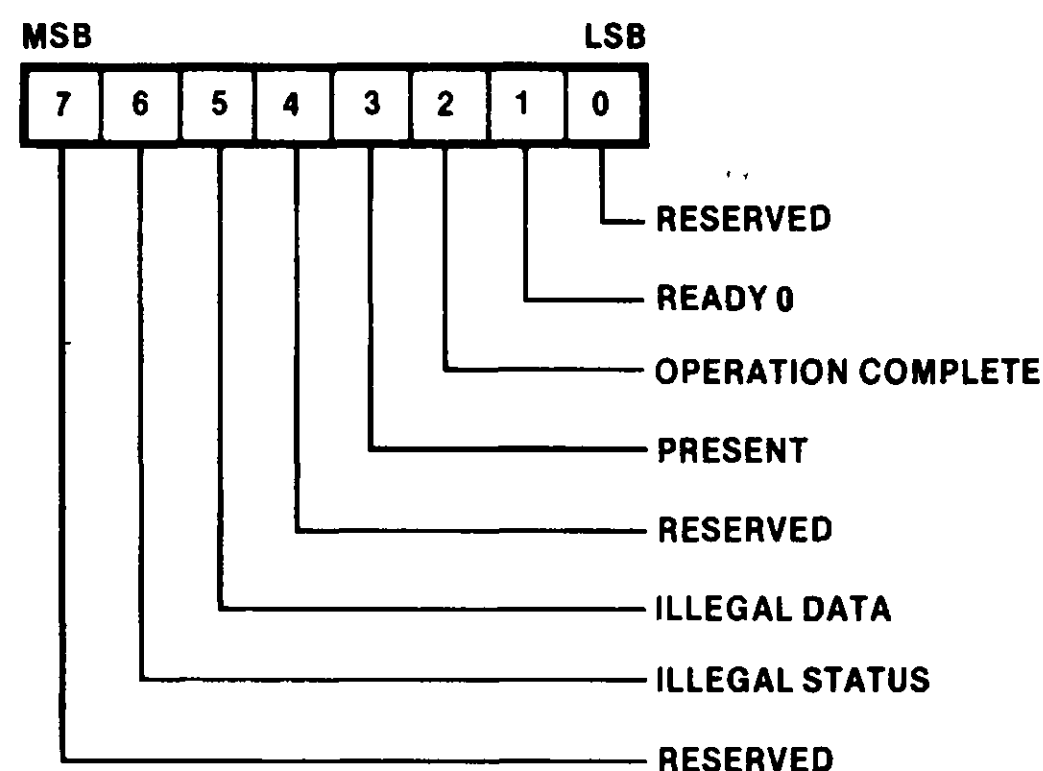 MSB LSB
7 6 5 4 3 2 1 0
RESERVED
READY 0
OPERATION COMPLETE
PRESENT
RESERVED
ILLEGAL DATA
ILLEGAL STATUS
RESERVED